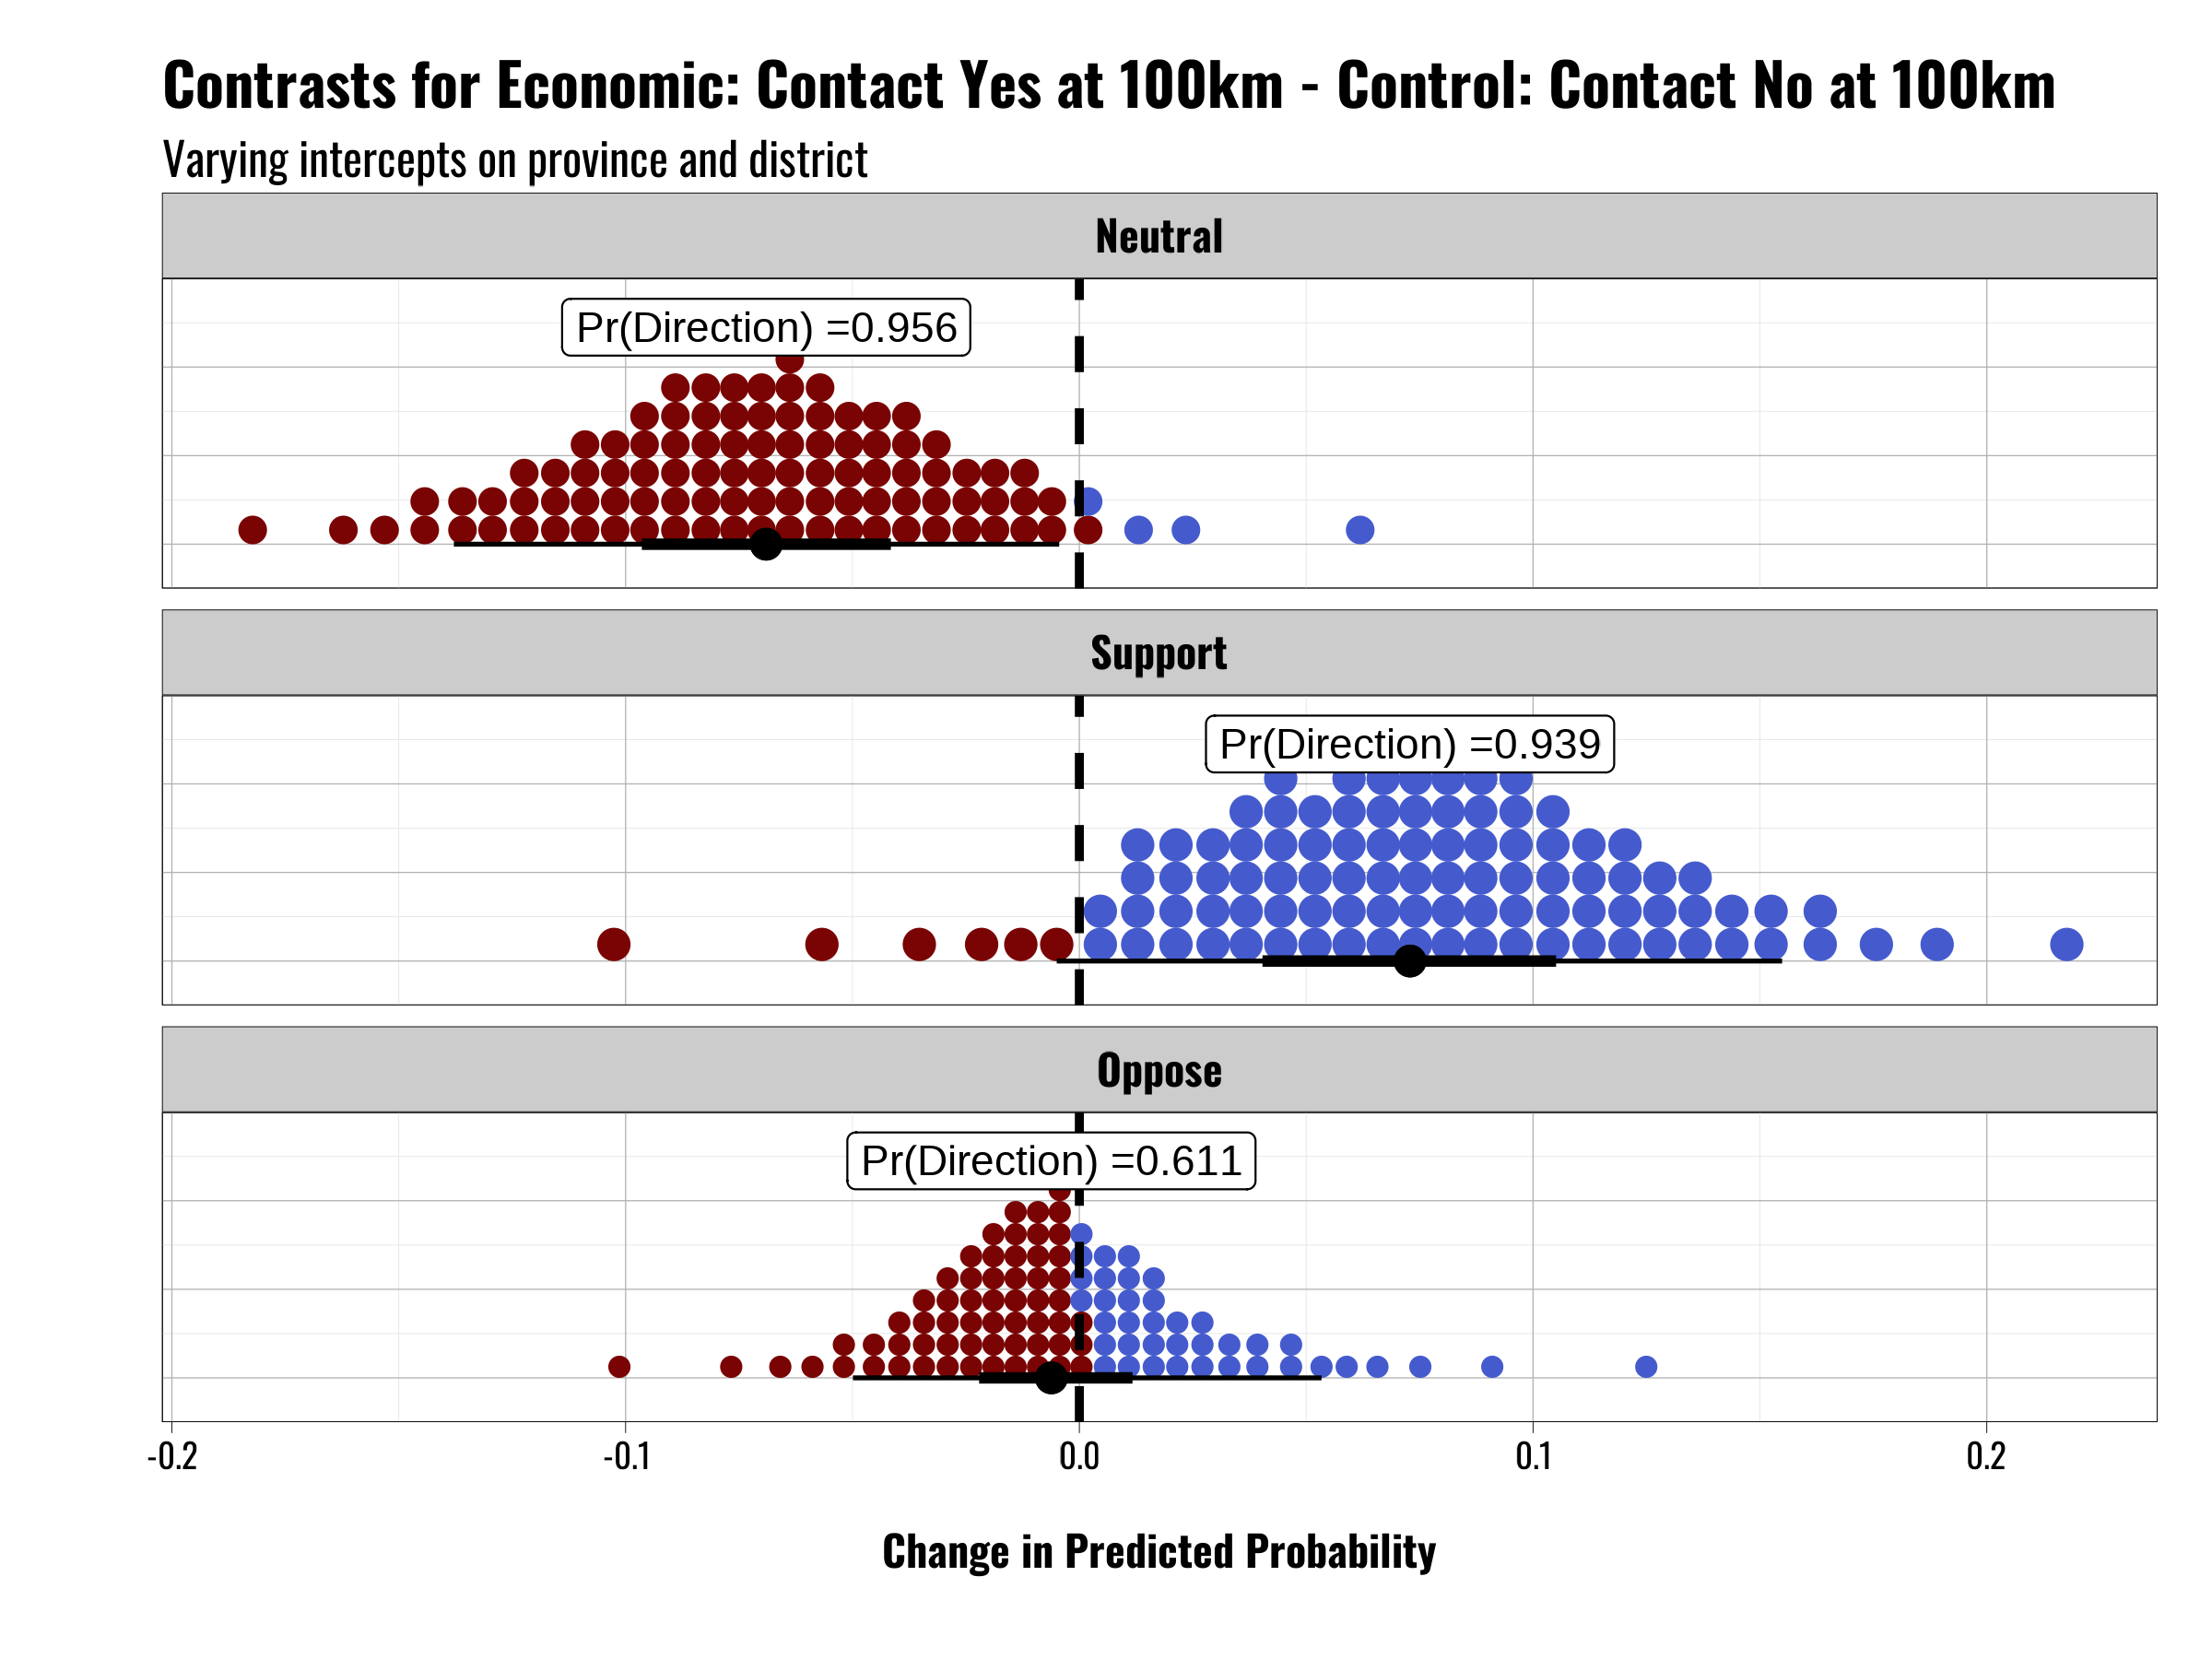 Contrasts for Economic: Contact Yes at 100km - Control: Contact No at 100km
Varying intercepts on province and district
Neutral
Pr(Direction) =0.956
Support
Pr(Direction) =0.939
Oppose
Pr(Direction) =0.611
-0.2 -0.1 0.0 0.1 0.2
Change in Predicted Probability